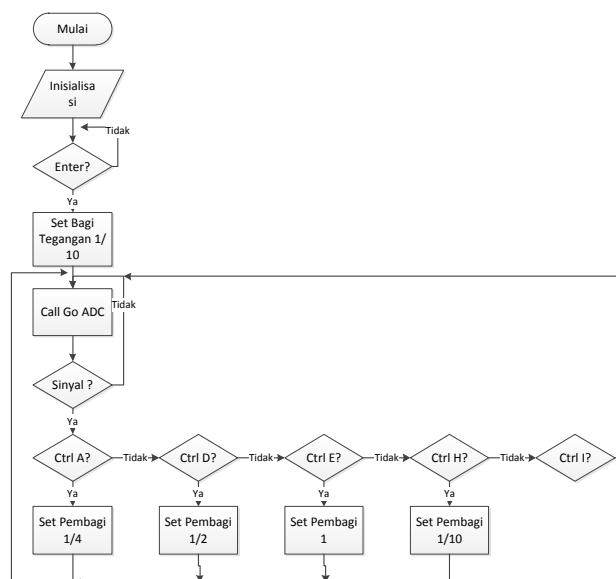 Mulai
Inisialisa
si
Tidak
Enter?
Ya
Set Bagi
Tegangan 1/
10
Tidak
Call Go ADC
Sinyal ?
Ya
Ctrl A?
Tidak
Ctrl D?
Tidak
Ctrl E?
Tidak
Ctrl H?
Tidak
Ctrl I?
Ya
Ya
Ya
Ya
Set Pembagi
1/4
Set Pembagi
1/2
Set Pembagi
1
Set Pembagi
1/10